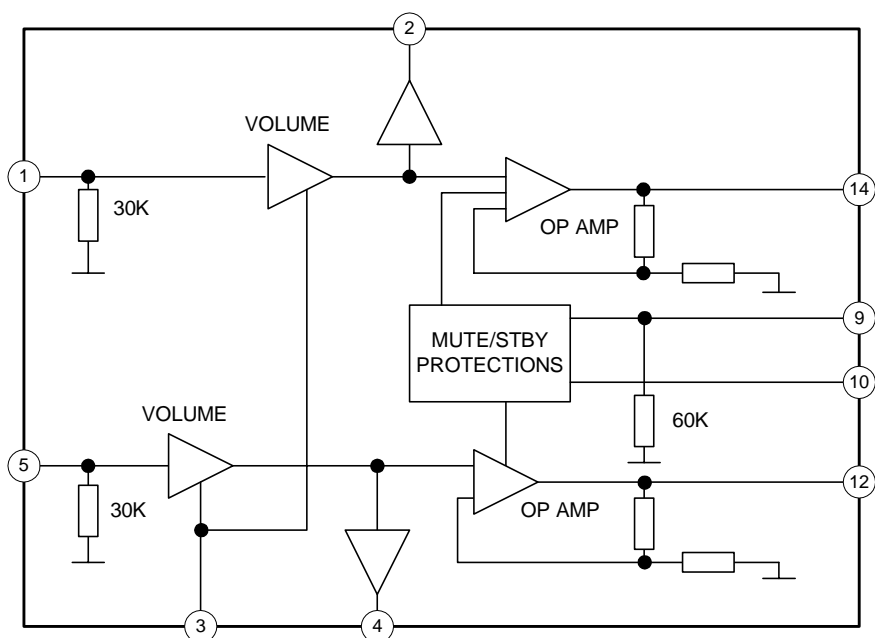 2
VOLUME
1
30K
14
OP AMP
9
MUTE/STBY
PROTECTIONS
10
VOLUME
60K
5
12
30K
OP AMP
3
4